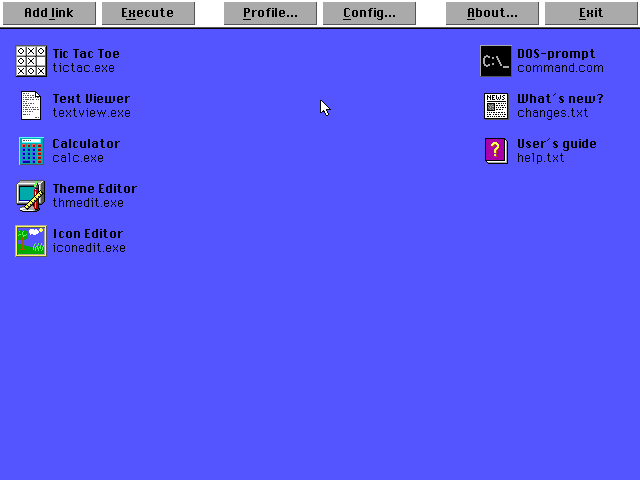 Add link
Execute
Profile...
Config...
About...
Exit
Tic Tac Toe
tictac.exe
Text Viewer
textview.exe
Calculator
calc.exe
Theme Editor
thmedit.exe
Icon Editor
iconedit.exe
C:\_
DOS-prompt
command.com
NEWS
What´s new?
changes.txt
?
User´s guide
help.txt